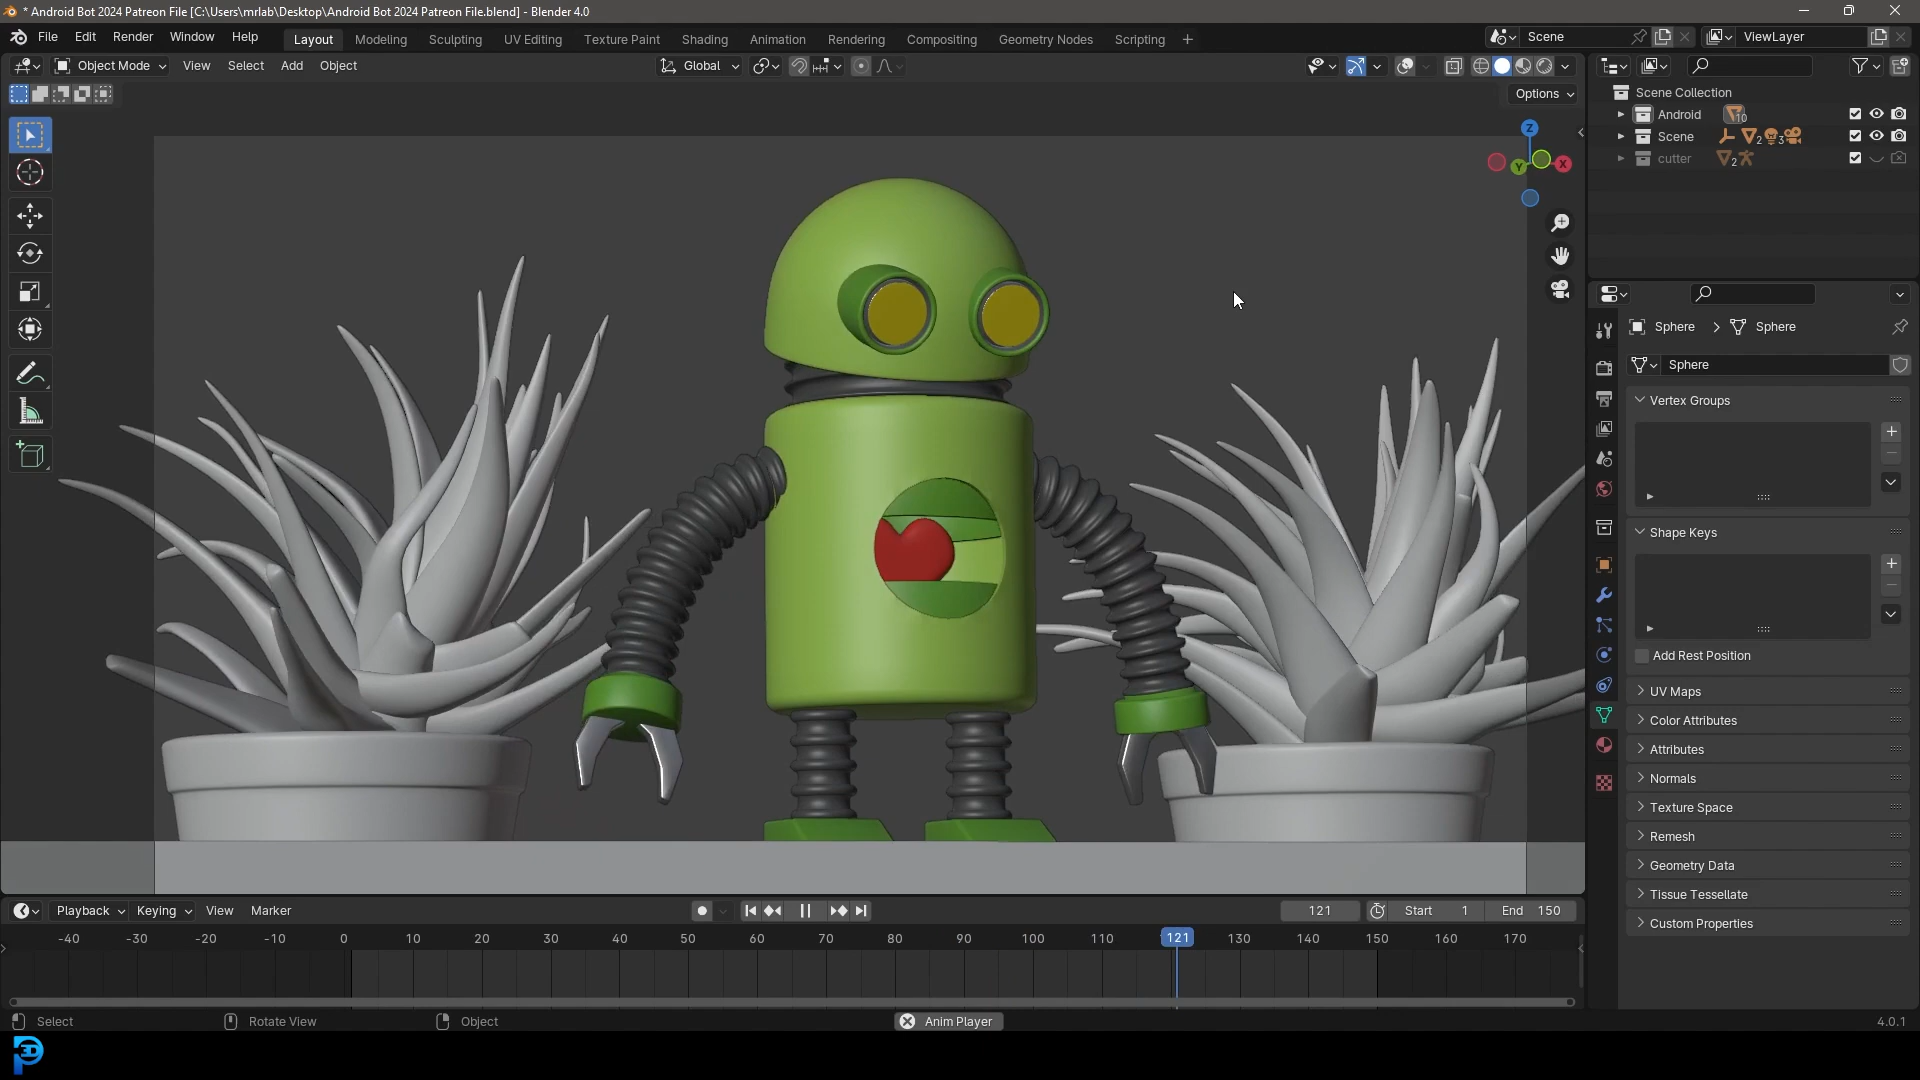 * Android Bot 2024 Patreon File [C:\Users\mrlab\Desktop\Android Bot 2024 Patreon File.blend] - Blender 4.0
File Edit Render Window Help Layout Modeling Sculpting UV Editing Texture Paint Shading Animation Rendering Compositing Geometry Nodes Scripting + Scene ViewLayer
Object Mode View Select Add Object Global
Options
Scene Collection
Android 10
Scene 2 3
cutter 2
Z
Y X
Sphere > Sphere
Sphere
Vertex Groups
Shape Keys
Add Rest Position
UV Maps
Color Attributes
Attributes
Normals
Texture Space
Remesh
Geometry Data
Tissue Tessellate
Custom Properties
Playback Keying View Marker 121 Start 1 End 150
-40 -30 -20 -10 0 10 20 30 40 50 60 70 80 90 100 110 121 130 140 150 160 170
Select Rotate View Object Anim Player 4.0.1
3D